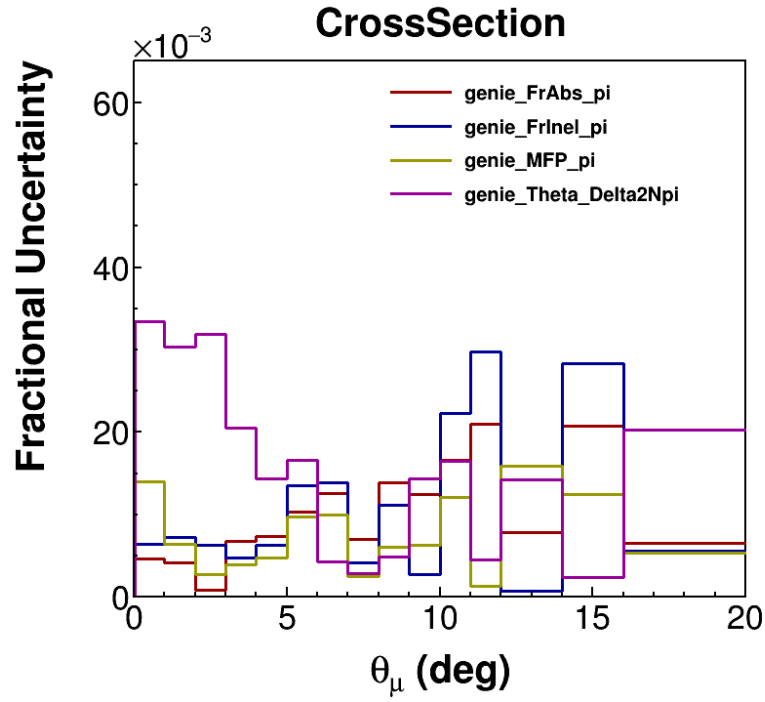 CrossSection
×10⁻³
Fractional Uncertainty
60
40
20
0
genie_FrAbs_pi
genie_FrInel_pi
genie_MFP_pi
genie_Theta_Delta2Npi
0 5 10 15 20
θμ (deg)